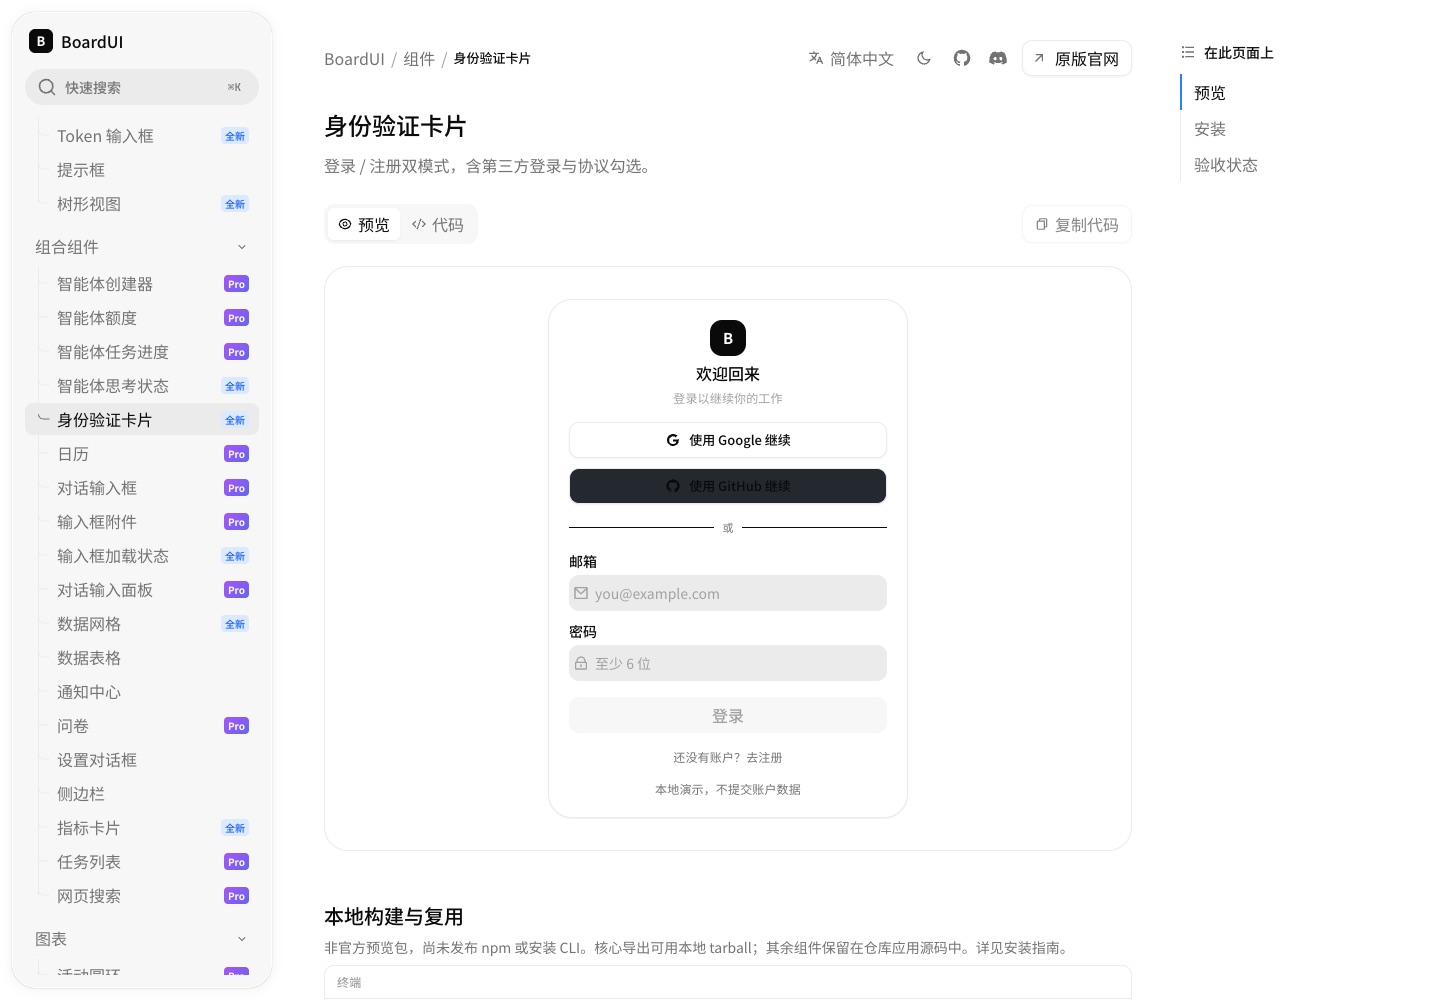 B BoardUI
快速搜索 ⌘K
Token 输入框 全新
提示框
树形视图 全新
组合组件
智能体创建器 Pro
智能体额度 Pro
智能体任务进度 Pro
智能体思考状态 全新
身份验证卡片 全新
日历 Pro
对话输入框 Pro
输入框附件 Pro
输入框加载状态 全新
对话输入面板 Pro
数据网格 全新
数据表格
通知中心
问卷 Pro
设置对话框
侧边栏
指标卡片 全新
任务列表 Pro
网页搜索 Pro
图表
活动圆环 Pro
BoardUI / 组件 / 身份验证卡片
简体中文
原版官网
身份验证卡片
登录 / 注册双模式，含第三方登录与协议勾选。
预览 代码
复制代码
B
欢迎回来
登录以继续你的工作
使用 Google 继续
使用 GitHub 继续
或
邮箱
you@example.com
密码
至少 6 位
登录
还没有账户？去注册
本地演示，不提交账户数据
本地构建与复用
非官方预览包，尚未发布 npm 或安装 CLI。核心导出可用本地 tarball；其余组件保留在仓库应用源码中。详见安装指南。
终端
在此页面上
预览
安装
验收状态